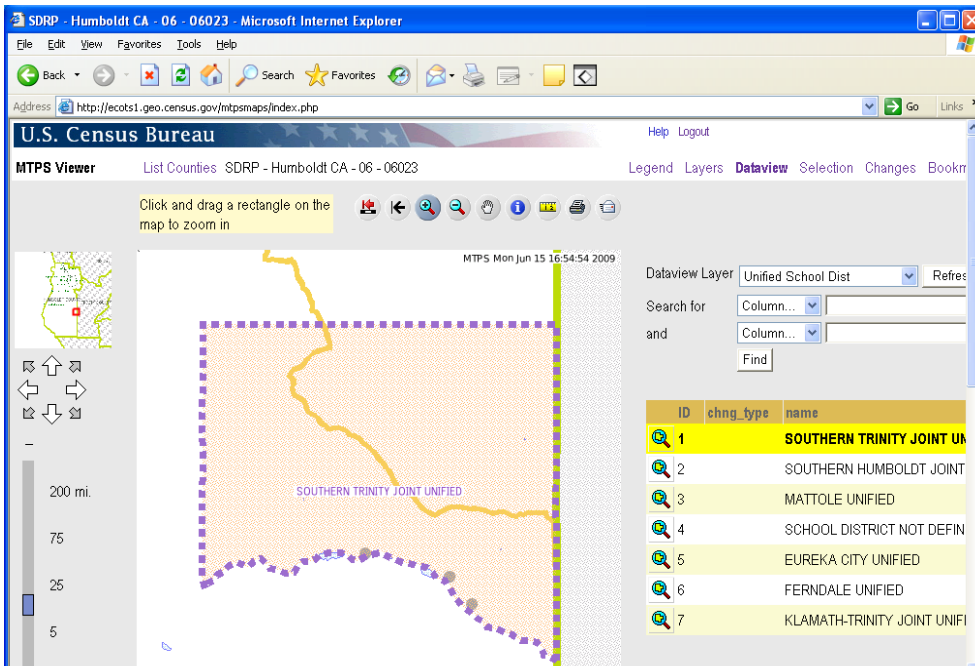 SDRP - Humboldt CA - 06 - 06023 - Microsoft Internet Explorer
File Edit View Favorites Tools Help
Back Search Favorites
Address http://ecots1.geo.census.gov/mtpsmaps/index.php Go Links
U.S. Census Bureau Help Logout
MTPS Viewer List Counties SDRP - Humboldt CA - 06 - 06023 Legend Layers Dataview Selection Changes Bookm
Click and drag a rectangle on the
map to zoom in
MTPS Mon Jun 15 16:54:54 2009
Dataview Layer Unified School Dist Refres
Search for Column...
and Column...
Find
ID chng_type name
1 SOUTHERN TRINITY JOINT UN
2 SOUTHERN HUMBOLDT JOINT
3 MATTOLE UNIFIED
4 SCHOOL DISTRICT NOT DEFIN
5 EUREKA CITY UNIFIED
6 FERNDALE UNIFIED
7 KLAMATH-TRINITY JOINT UNIFI
SOUTHERN TRINITY JOINT UNIFIED
200 mi.
75
25
5